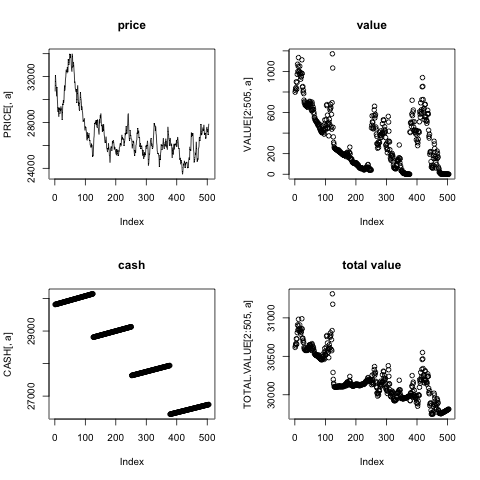 price
PRICE[, a]
24000 28000 32000
0 100 200 300 400 500
Index
value
VALUE[2:505, a]
0 200 600 1000
0 100 200 300 400 500
Index
cash
CASH[, a]
27000 29000
0 100 200 300 400 500
Index
total value
TOTAL.VALUE[2:505, a]
30000 30500 31000
0 100 200 300 400 500
Index